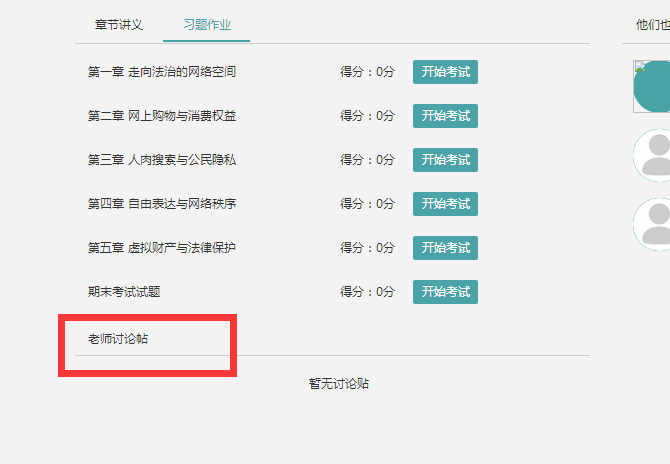 章节讲义 习题作业 他们也
第一章 走向法治的网络空间 得分：0分 开始考试
第二章 网上购物与消费权益 得分：0分 开始考试
第三章 人肉搜索与公民隐私 得分：0分 开始考试
第四章 自由表达与网络秩序 得分：0分 开始考试
第五章 虚拟财产与法律保护 得分：0分 开始考试
期末考试试题 得分：0分 开始考试
老师讨论帖
暂无讨论贴